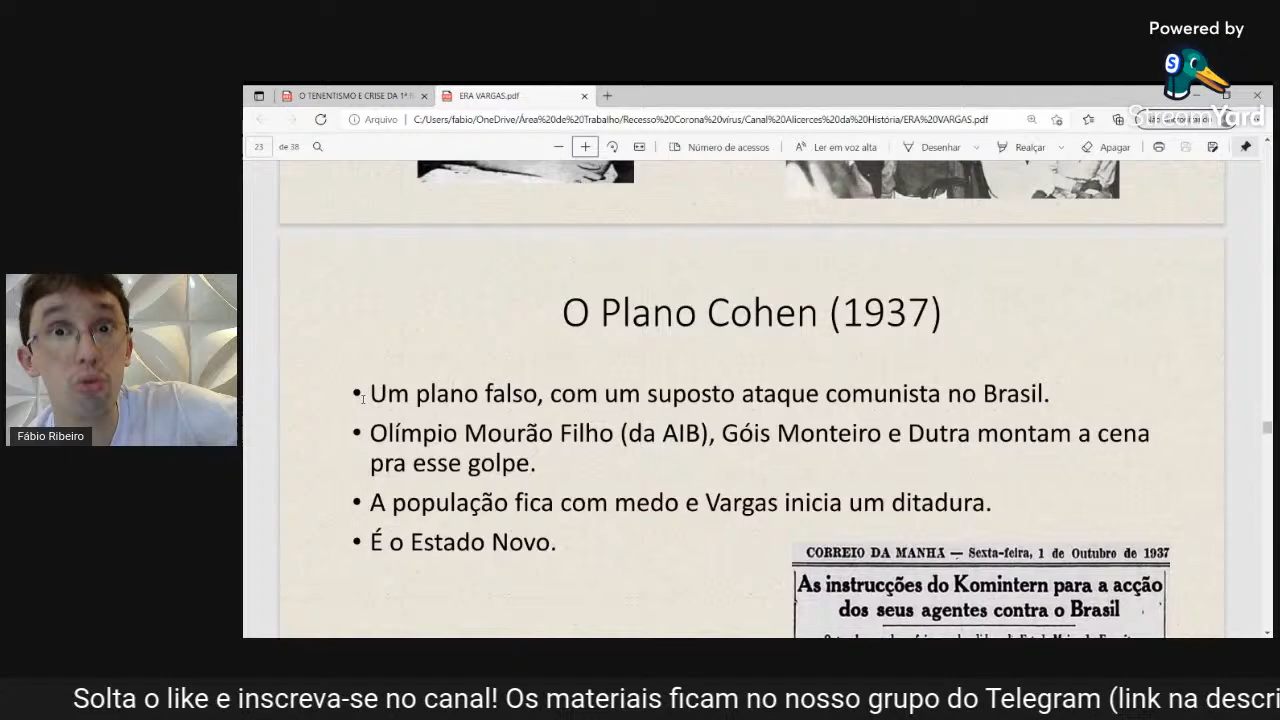 Powered by
StreamYard
O TENENTISMO E CRISE DA 1ª
ERA VARGAS.pdf
Arquivo
C:/Users/fabio/OneDrive/Área%20de%20Trabalho/Recesso%20Corona%20vírus/Canal%20Alicerces%20da%20História/ERA%20VARGAS.pdf
23 de 38
Número de acessos
Ler em voz alta
Desenhar
Realçar
Apagar
O Plano Cohen (1937)
• Um plano falso, com um suposto ataque comunista no Brasil.
• Olímpio Mourão Filho (da AIB), Góis Monteiro e Dutra montam a cena
pra esse golpe.
• A população fica com medo e Vargas inicia um ditadura.
• É o Estado Novo.
CORREIO DA MANHÃ — Sexta-feira, 1 de Outubro de 1937
As instrucções do Komintern para a acção
dos seus agentes contra o Brasil
Fábio Ribeiro
Solta o like e inscreva-se no canal! Os materiais ficam no nosso grupo do Telegram (link na descri